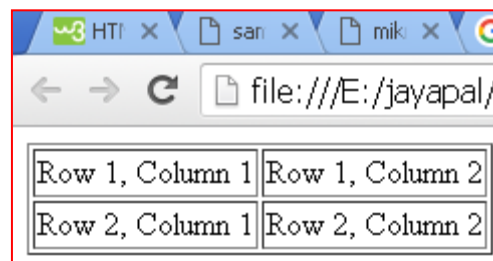 w3 HTI san mik
file:///E:/jayapal/
Row 1, Column 1 Row 1, Column 2
Row 2, Column 1 Row 2, Column 2